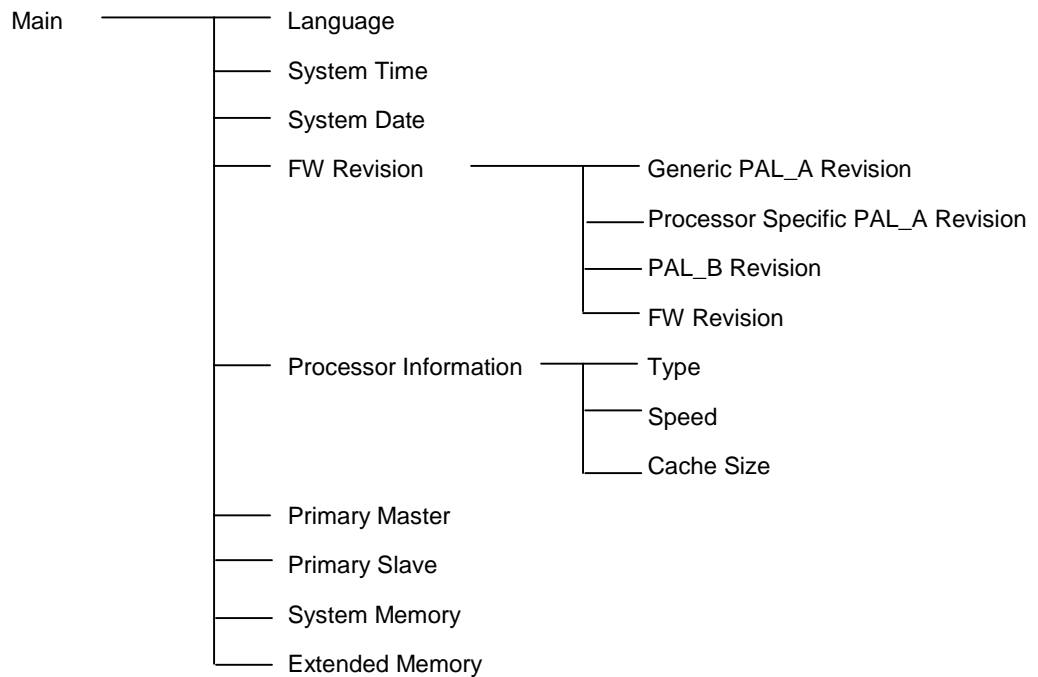 Main
Language
System Time
System Date
FW Revision
Generic PAL_A Revision
Processor Specific PAL_A Revision
PAL_B Revision
FW Revision
Processor Information
Type
Speed
Cache Size
Primary Master
Primary Slave
System Memory
Extended Memory